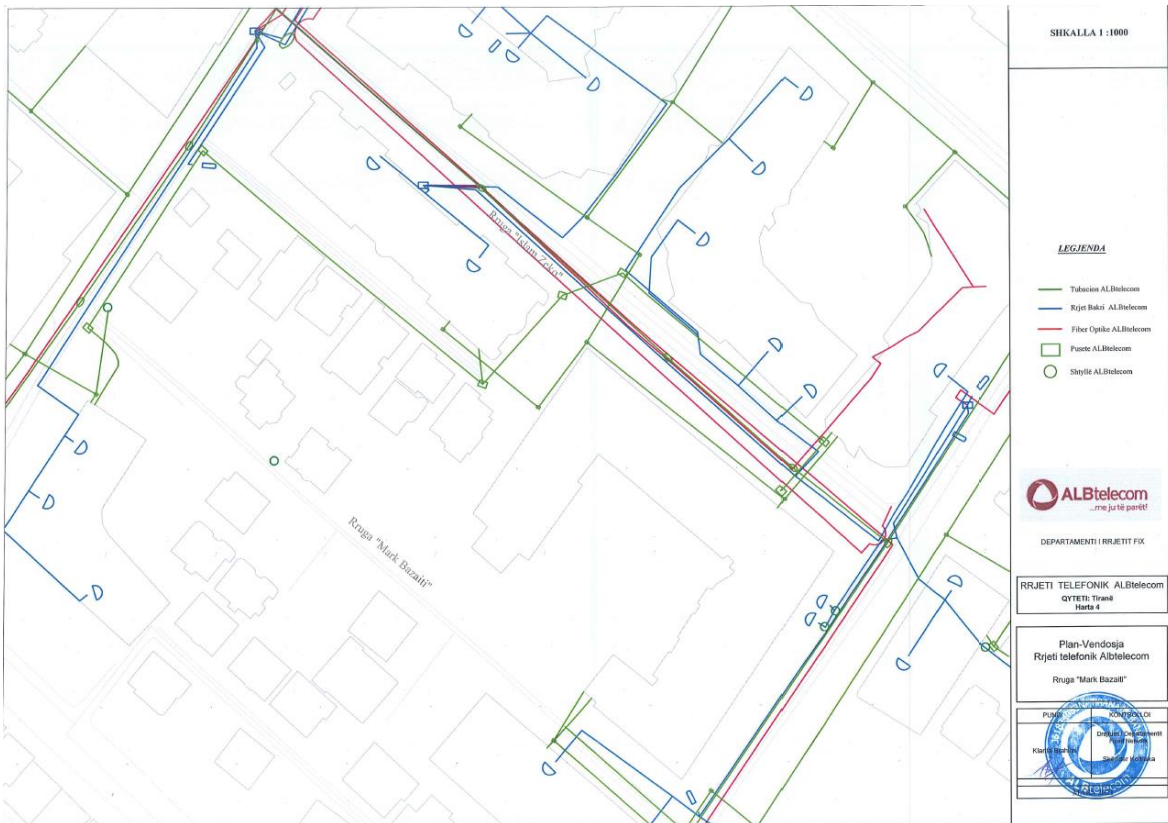 Rruga "Islam Zeko"
Rruga "Mark Bazaiti"
SHKALLA 1 :1000
LEGJENDA
Tubacion ALBtelecom
Rrjet Bakri ALBtelecom
Fiber Optike ALBtelecom
Pusete ALBtelecom
Shtyllë ALBtelecom
ALBtelecom
...me ju të parët!
DEPARTAMENTI I RRJETIT FIX
RRJETI TELEFONIK ALBtelecom
QYTETI: Tiranë
Harta 4
Plan-Vendosja
Rrjeti telefonik Albtelecom
Rruga "Mark Bazaiti"
KONTROLLOI